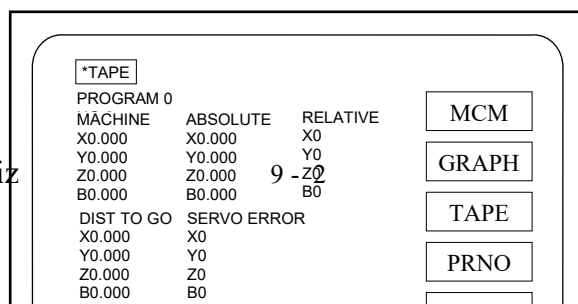 *TAPE
PROGRAM 0
MACHINE ABSOLUTE RELATIVE
X0.000 X0.000 X0
Y0.000 Y0.000 Y0
Z0.000 Z0.000 Z0
B0.000 B0.000 B0
iz 9 - 2
DIST TO GO SERVO ERROR
X0.000 X0
Y0.000 Y0
Z0.000 Z0
B0.000 B0
MCM
GRAPH
TAPE
PRNO